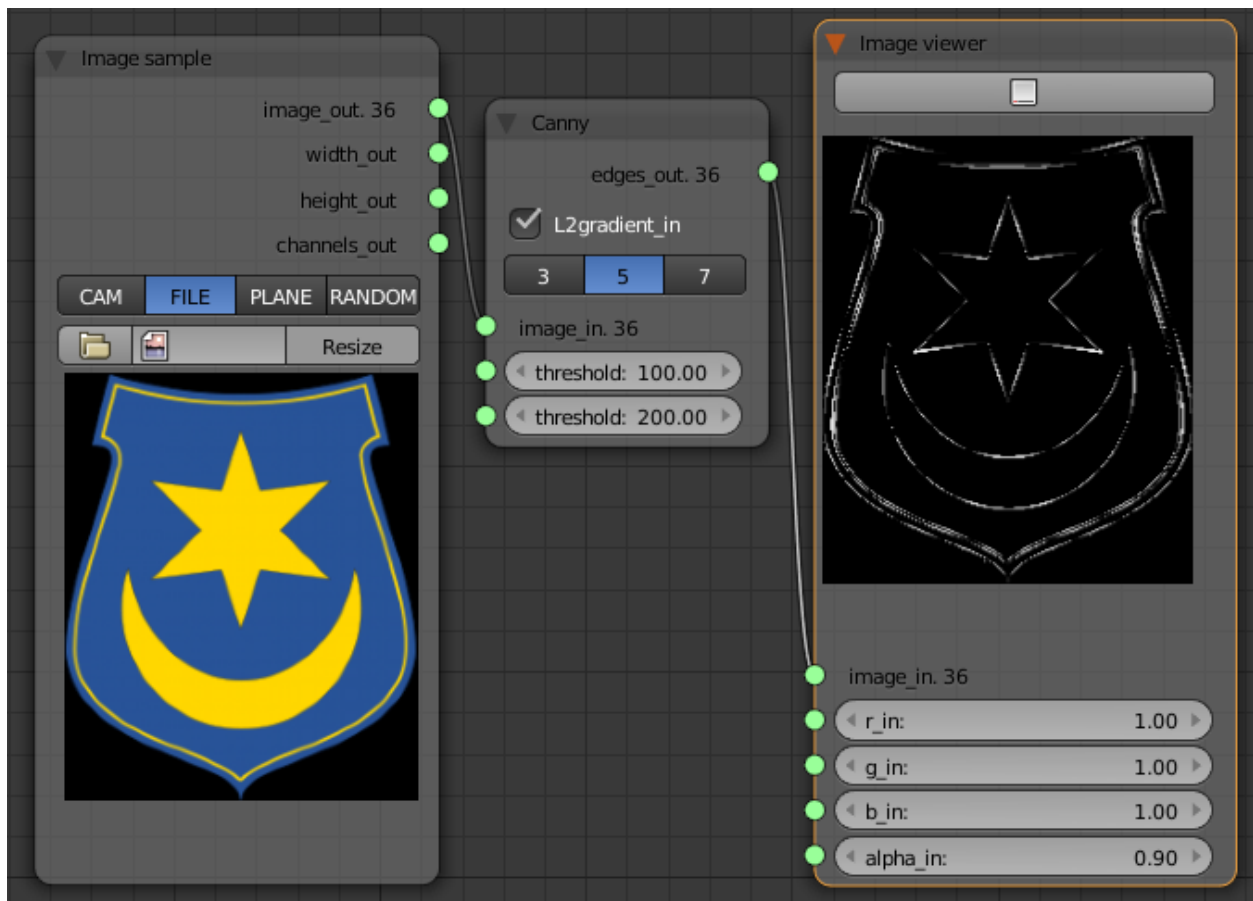 Image sample
image_out. 36
width_out
height_out
channels_out
CAM FILE PLANE RANDOM
Resize
Canny
edges_out. 36
L2gradient_in
3 5 7
image_in. 36
threshold: 100.00
threshold: 200.00
Image viewer
image_in. 36
r_in: 1.00
g_in: 1.00
b_in: 1.00
alpha_in: 0.90